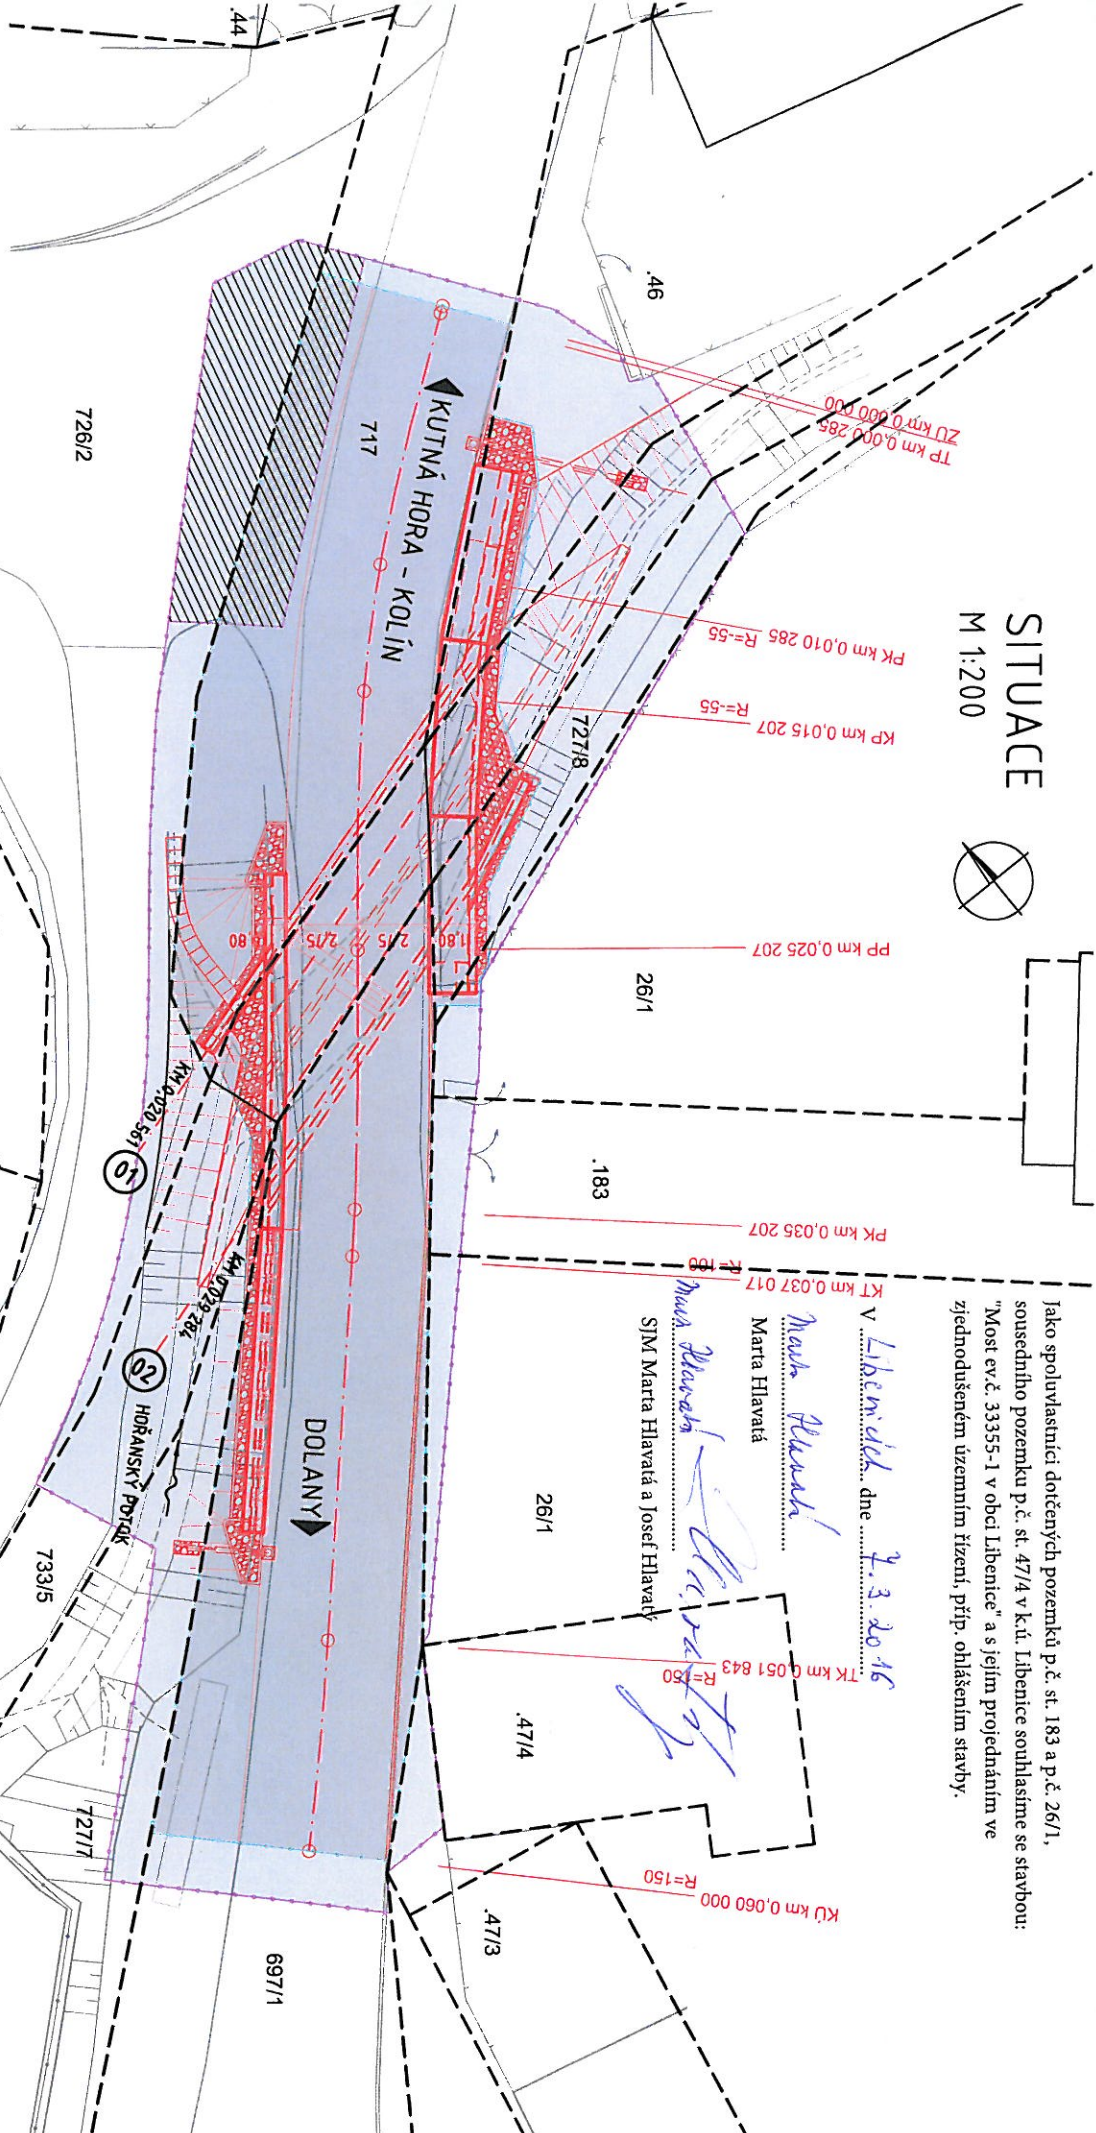 SITUACE
M 1:200
Jako spoluvlastníci dotčených pozemků p.č. st. 183 a p.č. 26/1,
sousedního pozemku p.č. st. 47/4 v k.ú. Libenice souhlasíme se stavbou:
"Most ev.č. 33355-1 v obci Libenice" a s jejím projednáním ve
zjednodušeném územním řízení, příp. ohlášením stavby.
V Libenicích dne 7.3.2016
Marta Hlavatá
SJM Marta Hlavatá a Josef Hlavatý
ZÚ km 0,000 000
TP km 0,000 285
PK km 0,010 285 R=-55
KP km 0,015 207
R=-55
PP km 0,025 207
PK km 0,035 207
KT km 0,037 017
R=100
TK km 0,051 843
R=150
KÚ km 0,060 000
R=150
.44
.46
727/8
26/1
.183
26/1
.47/4
.47/3
717
KUTNÁ HORA - KOLÍN
DOLANY
1,80
2,75
2,75
0,80
726/2
KM 0,020 561
01
KM 0,029 284
02
HOŘANSKÝ POTOK
733/5
727/7
697/1